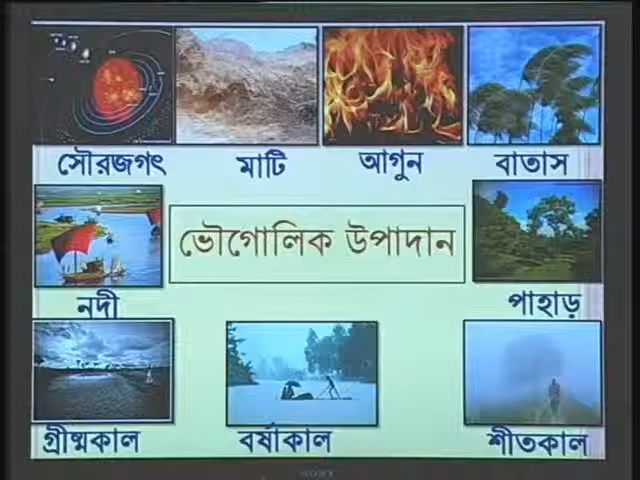 সৌরজগৎ মাটি আগুন বাতাস
ভৌগোলিক উপাদান
নদী পাহাড়
গ্রীষ্মকাল বর্ষাকাল শীতকাল